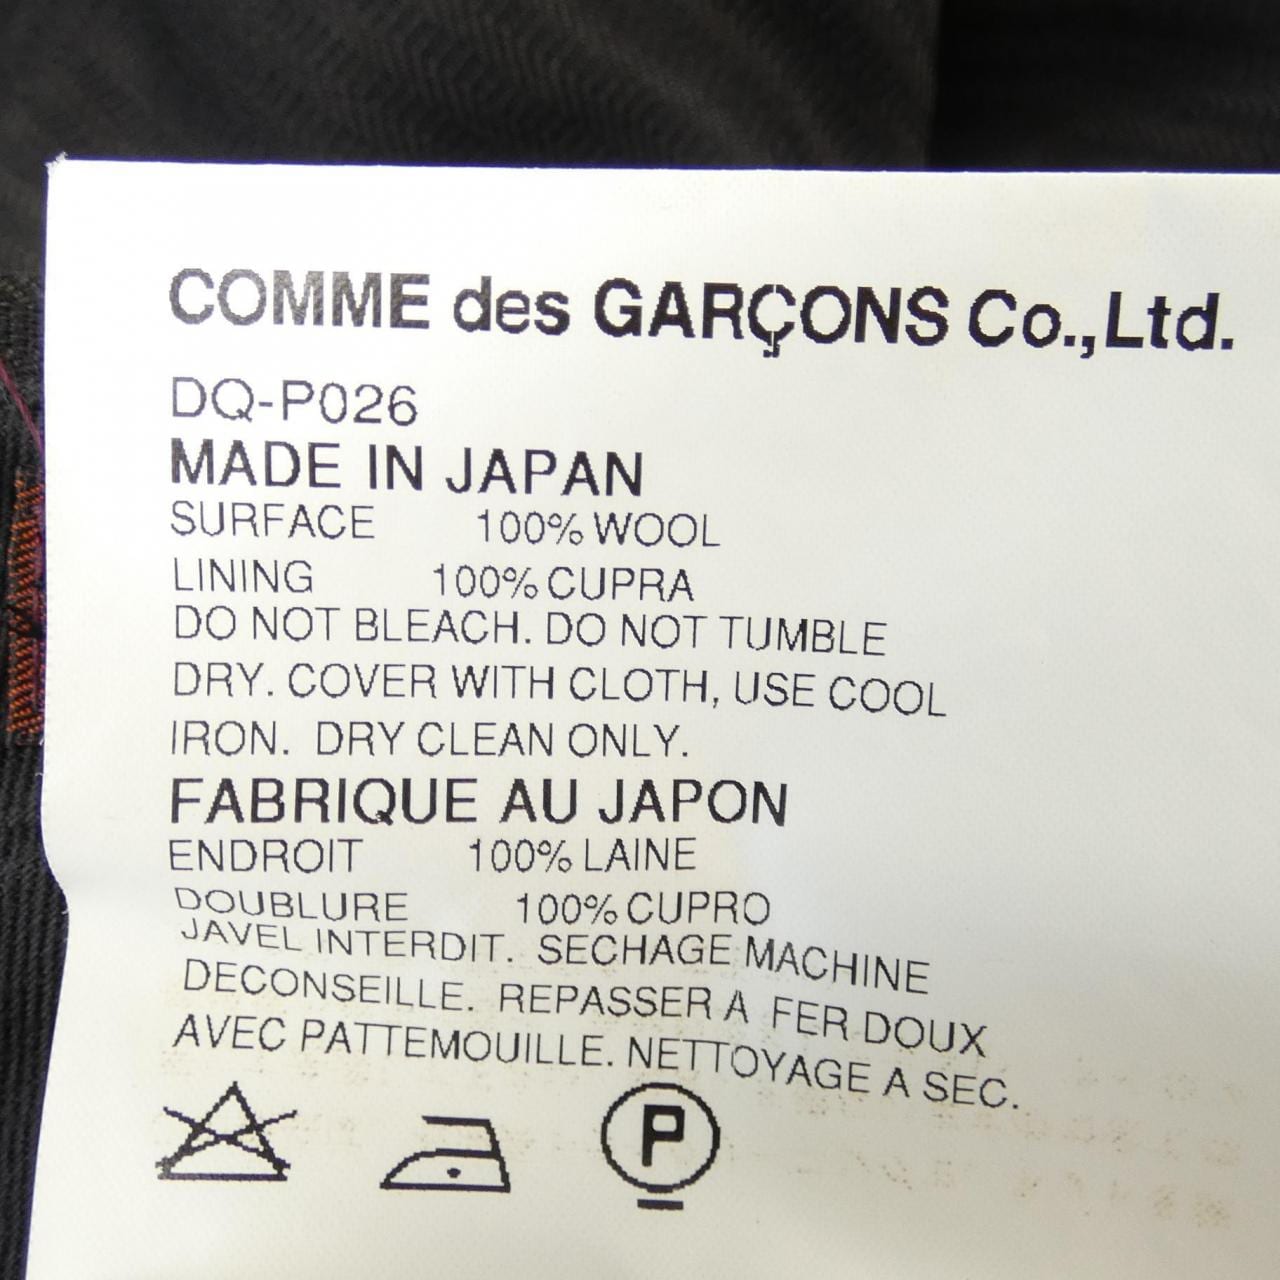 COMME des GARÇONS Co.,Ltd.
DQ-P026
MADE IN JAPAN
SURFACE 100% WOOL
LINING 100% CUPRA
DO NOT BLEACH. DO NOT TUMBLE
DRY. COVER WITH CLOTH, USE COOL
IRON. DRY CLEAN ONLY.
FABRIQUE AU JAPON
ENDROIT 100% LAINE
DOUBLURE 100% CUPRO
JAVEL INTERDIT. SECHAGE MACHINE
DECONSEILLE. REPASSER A FER DOUX
AVEC PATTEMOUILLE. NETTOYAGE A SEC.
P